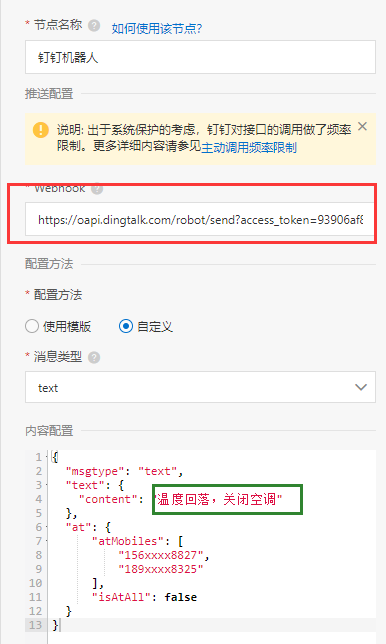 * 节点名称 ? 如何使用该节点?
钉钉机器人
推送配置
说明: 出于系统保护的考虑，钉钉对接口的调用做了频率
限制。更多详细内容请参见主动调用频率限制
* Webhook ?
https://oapi.dingtalk.com/robot/send?access_token=93906af8
配置方法
* 配置方法
使用模版 自定义
* 消息类型 ?
text
内容配置
1 {
2 "msgtype": "text",
3 "text": {
4 "content": "温度回落，关闭空调"
5 },
6 "at": {
7 "atMobiles": [
8 "156xxxx8827",
9 "189xxxx8325"
10 ],
11 "isAtAll": false
12 }
13 }